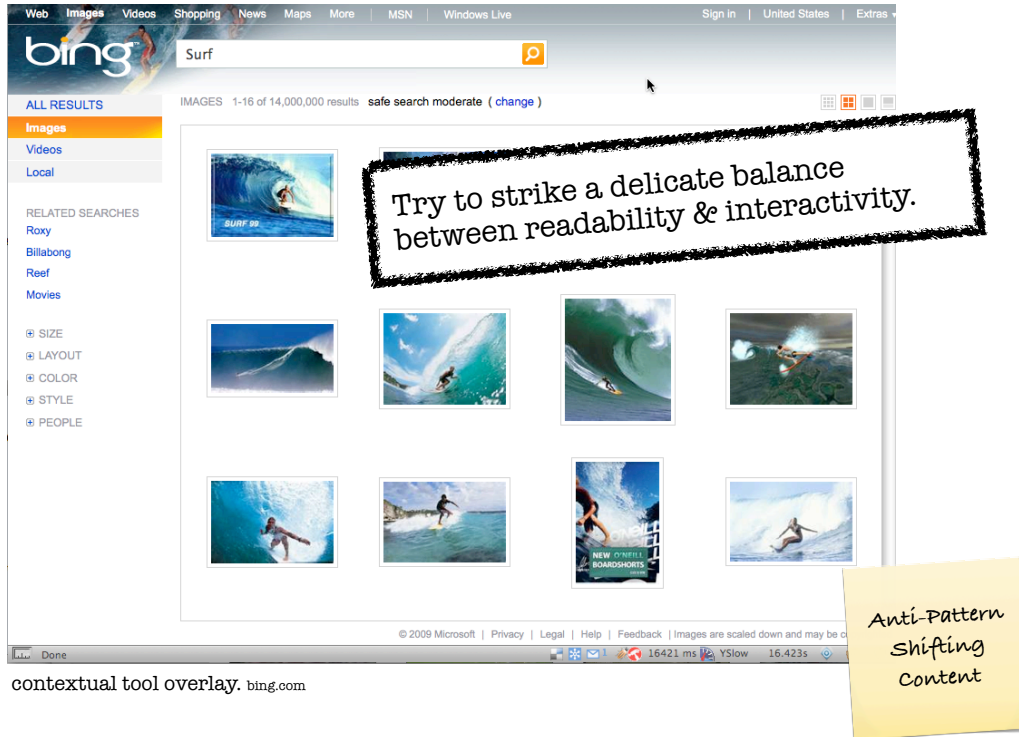 Web Images Videos Shopping News Maps More | MSN | Windows Live Sign in | United States | Extras
bing
Surf
ALL RESULTS
Images
Videos
Local
RELATED SEARCHES
Roxy
Billabong
Reef
Movies
SIZE
LAYOUT
COLOR
STYLE
PEOPLE
IMAGES 1-16 of 14,000,000 results safe search moderate ( change )
Try to strike a delicate balance
between readability & interactivity.
SURF 99
NEW O'NEILL
BOARDSHORTS
© 2009 Microsoft | Privacy | Legal | Help | Feedback | Images are scaled down and may be
Done 1 16421 ms YSlow 16.423s
Anti-Pattern
Shifting
Content
contextual tool overlay. bing.com